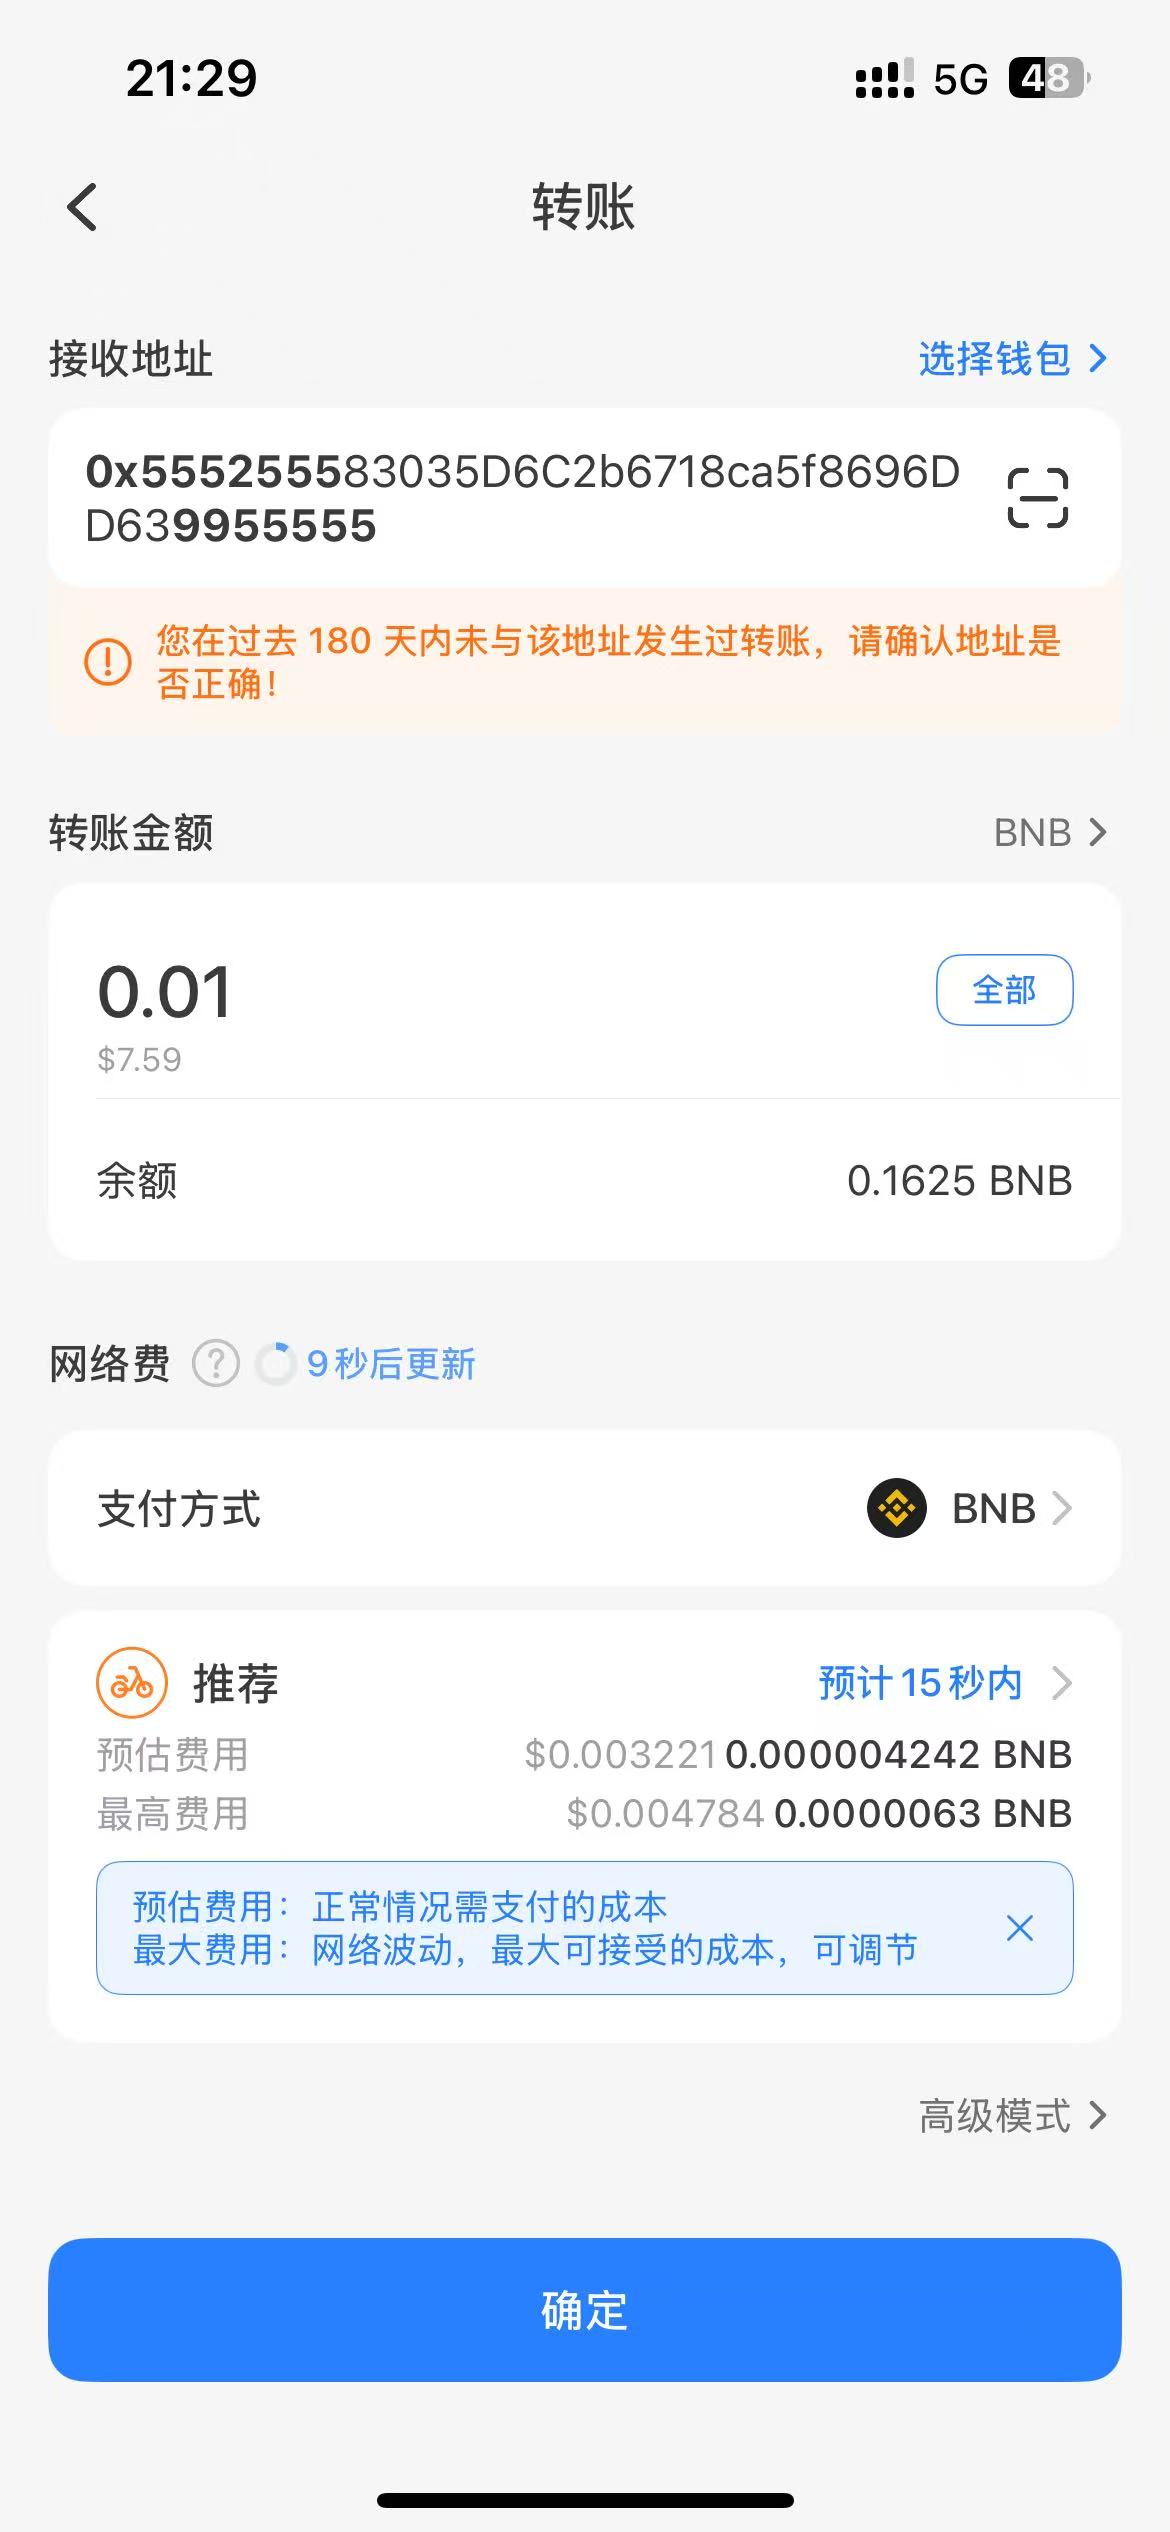 21:29
5G 48
转账
接收地址 选择钱包
0x555255583035D6C2b6718ca5f8696D
D639955555
您在过去 180 天内未与该地址发生过转账，请确认地址是
否正确！
转账金额 BNB
0.01 全部
$7.59
余额 0.1625 BNB
网络费 ? 9 秒后更新
支付方式 BNB
推荐 预计 15 秒内
预估费用 $0.003221 0.000004242 BNB
最高费用 $0.004784 0.0000063 BNB
预估费用：正常情况需支付的成本
最大费用：网络波动，最大可接受的成本，可调节
高级模式
确定